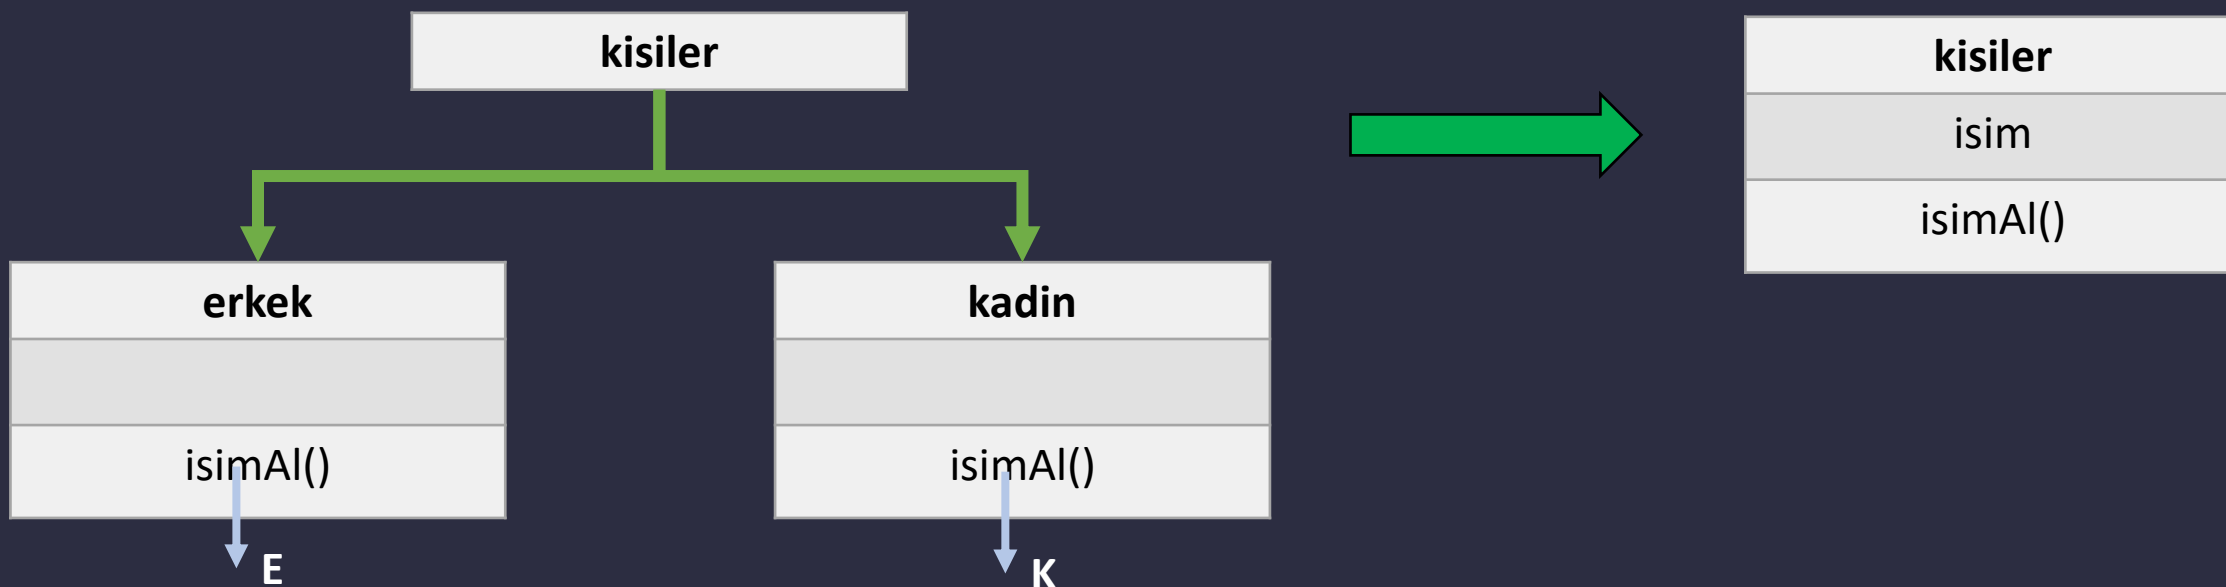 kisiler
erkek
isimAl()
E
kadin
isimAl()
K
kisiler
isim
isimAl()